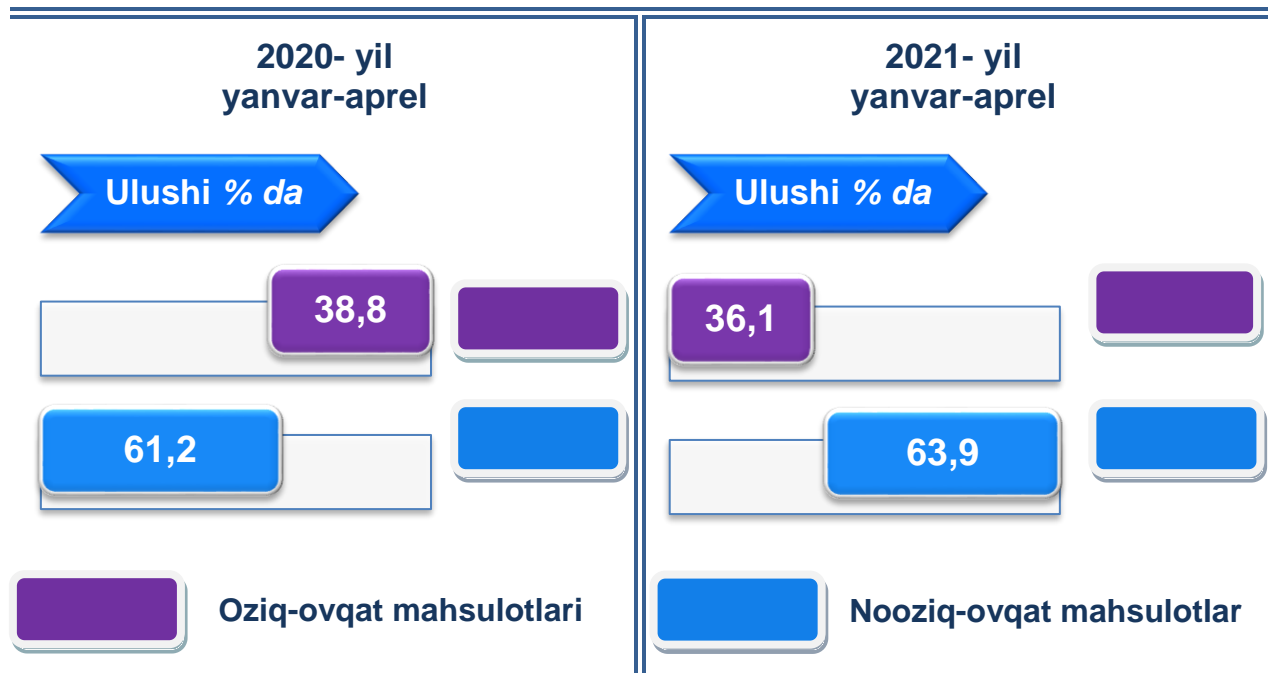 2020- yil
yanvar-aprel
Ulushi % da
38,8
61,2
2021- yil
yanvar-aprel
Ulushi % da
36,1
63,9
Oziq-ovqat mahsulotlari
Nooziq-ovqat mahsulotlar